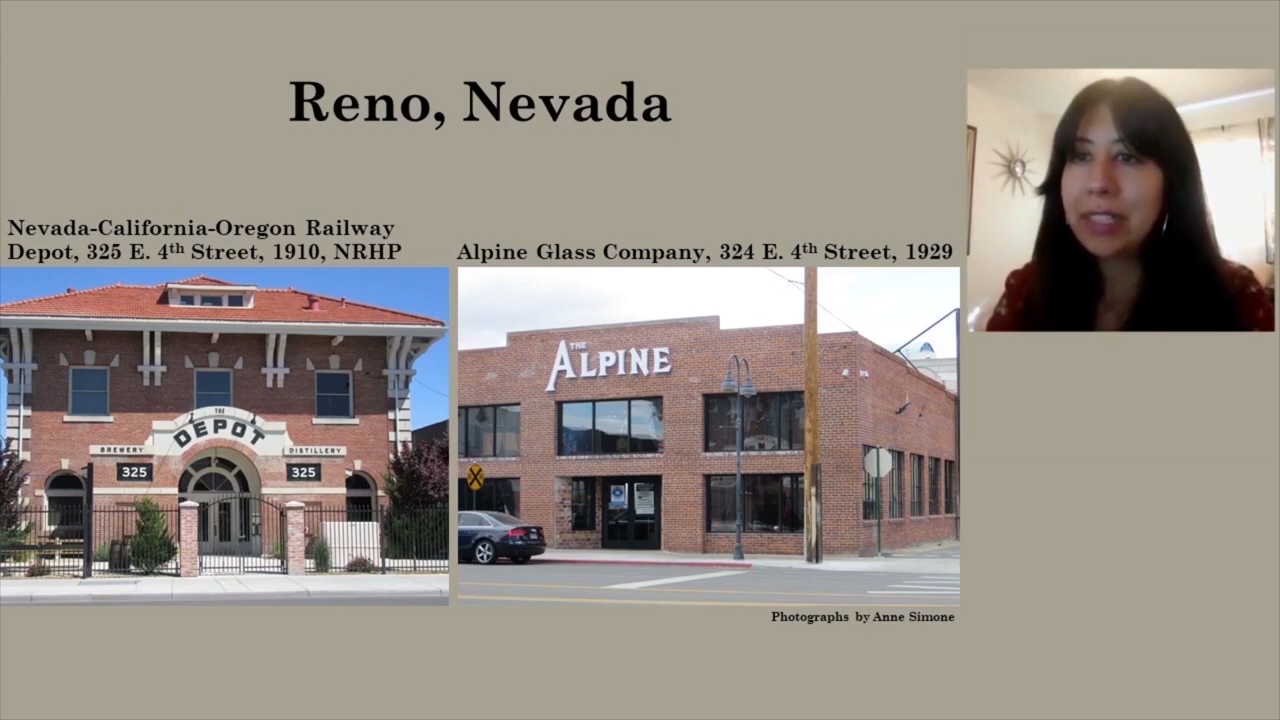 Reno, Nevada
Nevada-California-Oregon Railway
Depot, 325 E. 4th Street, 1910, NRHP
Alpine Glass Company, 324 E. 4th Street, 1929
THE
DEPOT
BREWERY
DISTILLERY
325
325
THE
ALPINE
Photographs by Anne Simone